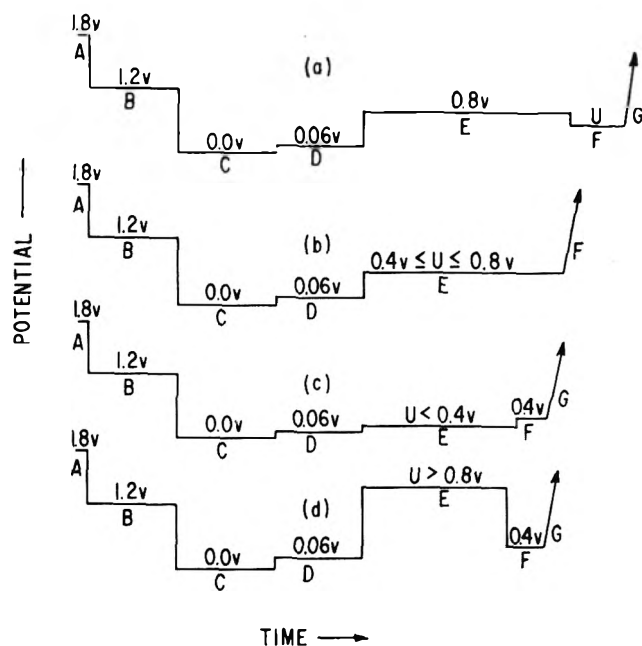 POTENTIAL
1.8v
A
1.2v
B
(a)
0.0v
C
0.06v
D
0.8v
E
U
F
G
1.8v
A
1.2v
B
(b)
0.0v
C
0.06v
D
0.4v ≤ U ≤ 0.8v
E
F
1.8v
A
1.2v
B
(c)
0.0v
C
0.06v
D
U < 0.4v
E
0.4v
F
G
1.8v
A
1.2v
B
(d)
0.0v
C
0.06v
D
U > 0.8v
E
0.4v
F
G
TIME